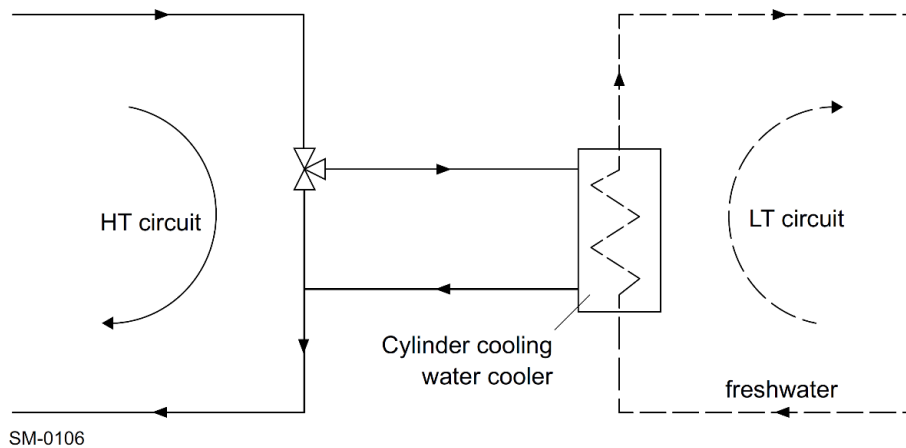 HT circuit
LT circuit
Cylinder cooling
water cooler
freshwater
SM-0106